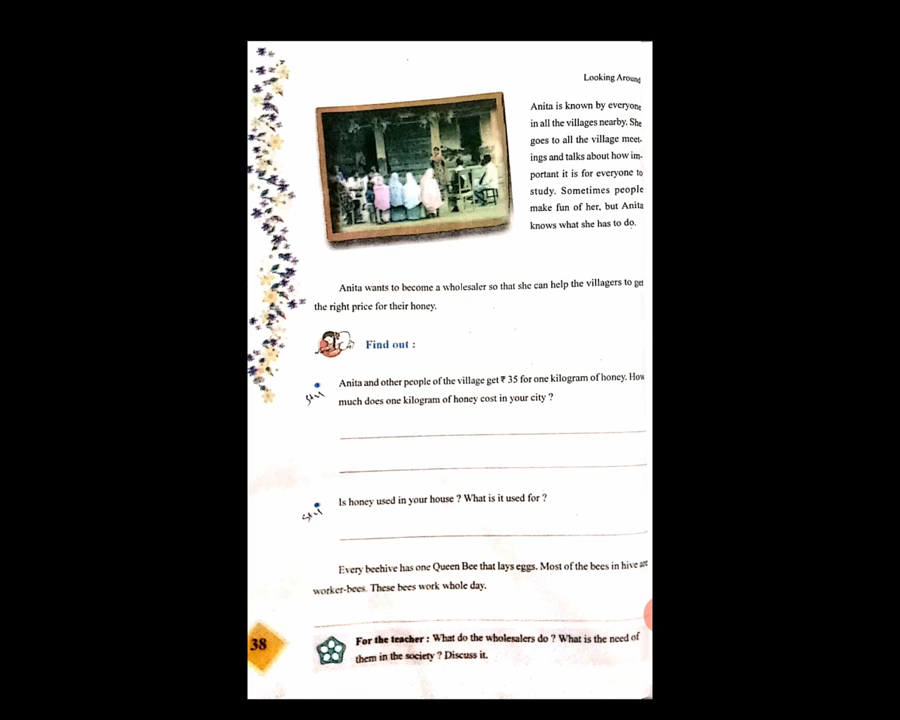 Looking Around
Anita is known by everyone
in all the villages nearby. She
goes to all the village meet-
ings and talks about how im-
portant it is for everyone to
study. Sometimes people
make fun of her, but Anita
knows what she has to do.
Anita wants to become a wholesaler so that she can help the villagers to get
the right price for their honey.
Find out :
Anita and other people of the village get ₹ 35 for one kilogram of honey. How
much does one kilogram of honey cost in your city ?
Is honey used in your house ? What is it used for ?
Every beehive has one Queen Bee that lays eggs. Most of the bees in hive are
worker-bees. These bees work whole day.
38
For the teacher : What do the wholesalers do ? What is the need of
them in the society ? Discuss it.